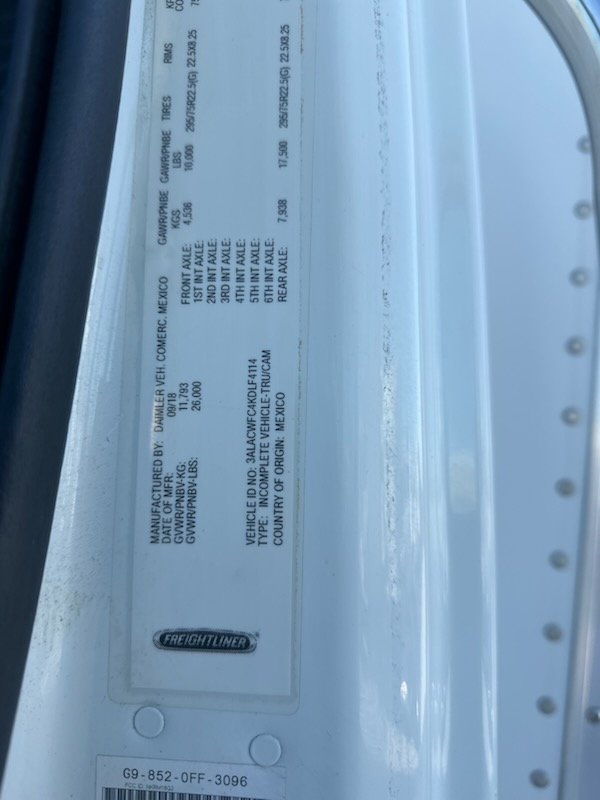 MANUFACTURED BY: DAIMLER VEH. COMERC. MEXICO
DATE OF MFR: 09/18
GVWR/PNBV-KG: 11,793
GVWR/PNBV-LBS: 26,000
GAWR/PNBE GAWR/PNBE TIRES RIMS
KGS LBS
FRONT AXLE: 4,536 10,000 295/75R22.5(G) 22.5X8.25
1ST INT AXLE:
2ND INT AXLE:
3RD INT AXLE:
4TH INT AXLE:
5TH INT AXLE:
6TH INT AXLE:
REAR AXLE: 7,938 17,500 295/75R22.5(G) 22.5X8.25
VEHICLE ID NO: 3ALACWFC4KDLF4114
TYPE: INCOMPLETE VEHICLE-TRU/CAM
COUNTRY OF ORIGIN: MEXICO
FREIGHTLINER
G9-852-0FF-3096
FCC ID: